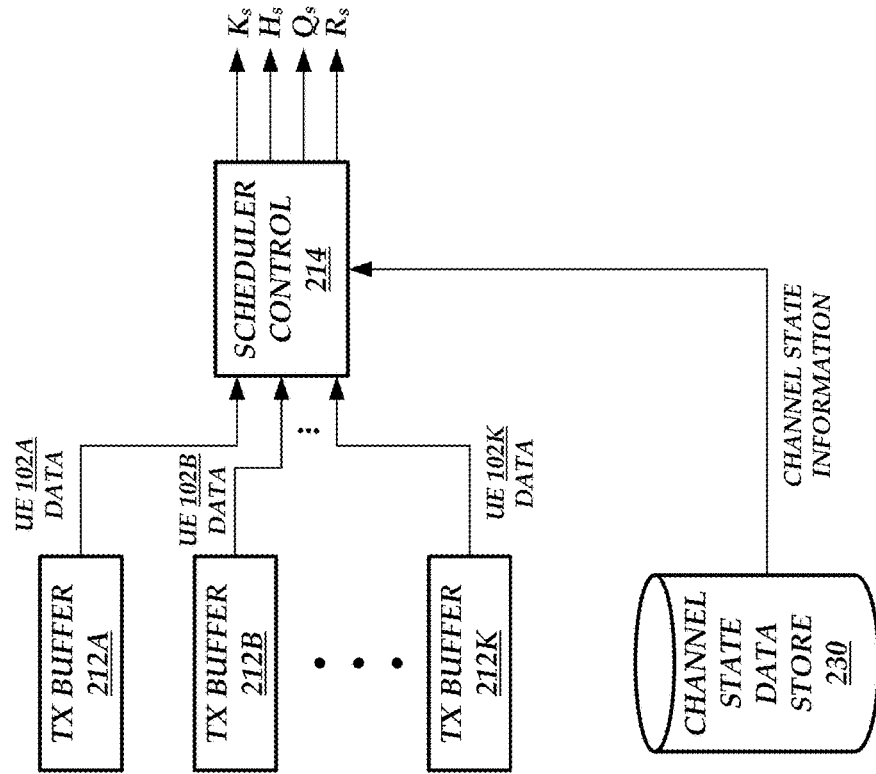 TX BUFFER
212A
TX BUFFER
212B
TX BUFFER
212K
CHANNEL
STATE
DATA
STORE
230
UE 102A
DATA
UE 102B
DATA
...
UE 102K
DATA
CHANNEL STATE
INFORMATION
SCHEDULER
CONTROL
214
Ks
Hs
Qs
Rs